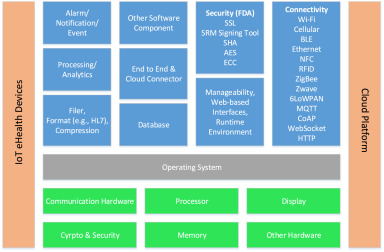 IoT eHealth Devices
Alarm/
Notification/
Event
Processing/
Analytics
Filer,
Format (e.g., HL7),
Compression
Other Software
Component
End to End &
Cloud Connector
Database
Security (FDA)
SSL
SRM Signing Tool
SHA
AES
ECC
Manageability,
Web-based
Interfaces,
Runtime
Environment
Connectivity
Wi-Fi
Cellular
BLE
Ethernet
NFC
RFID
ZigBee
Zwave
6LoWPAN
MQTT
CoAP
WebSocket
HTTP
Cloud Platform
Operating System
Communication Hardware
Processor
Display
Cyrpto & Security
Memory
Other Hardware